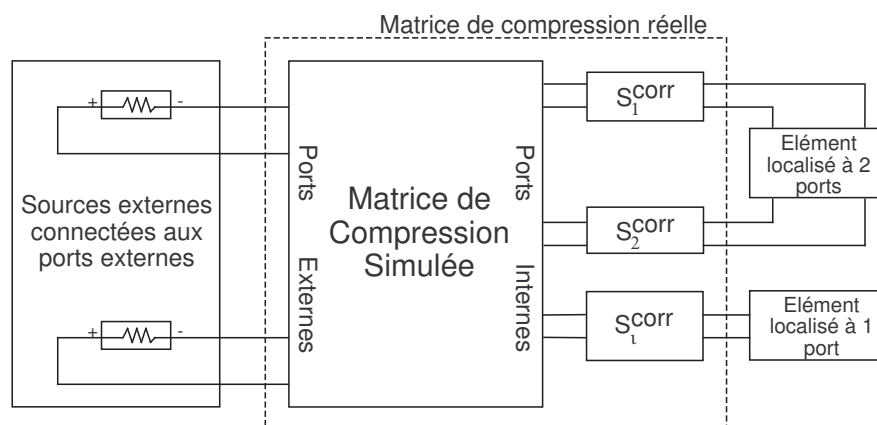 Matrice de compression réelle
+ -
Sources externes
connectées aux
ports externes
+ -
Ports
Externes
Matrice de
Compression
Simulée
Ports
Internes
S1corr
S2corr
Sιcorr
Elément
localisé à 2
ports
Elément
localisé à 1
port